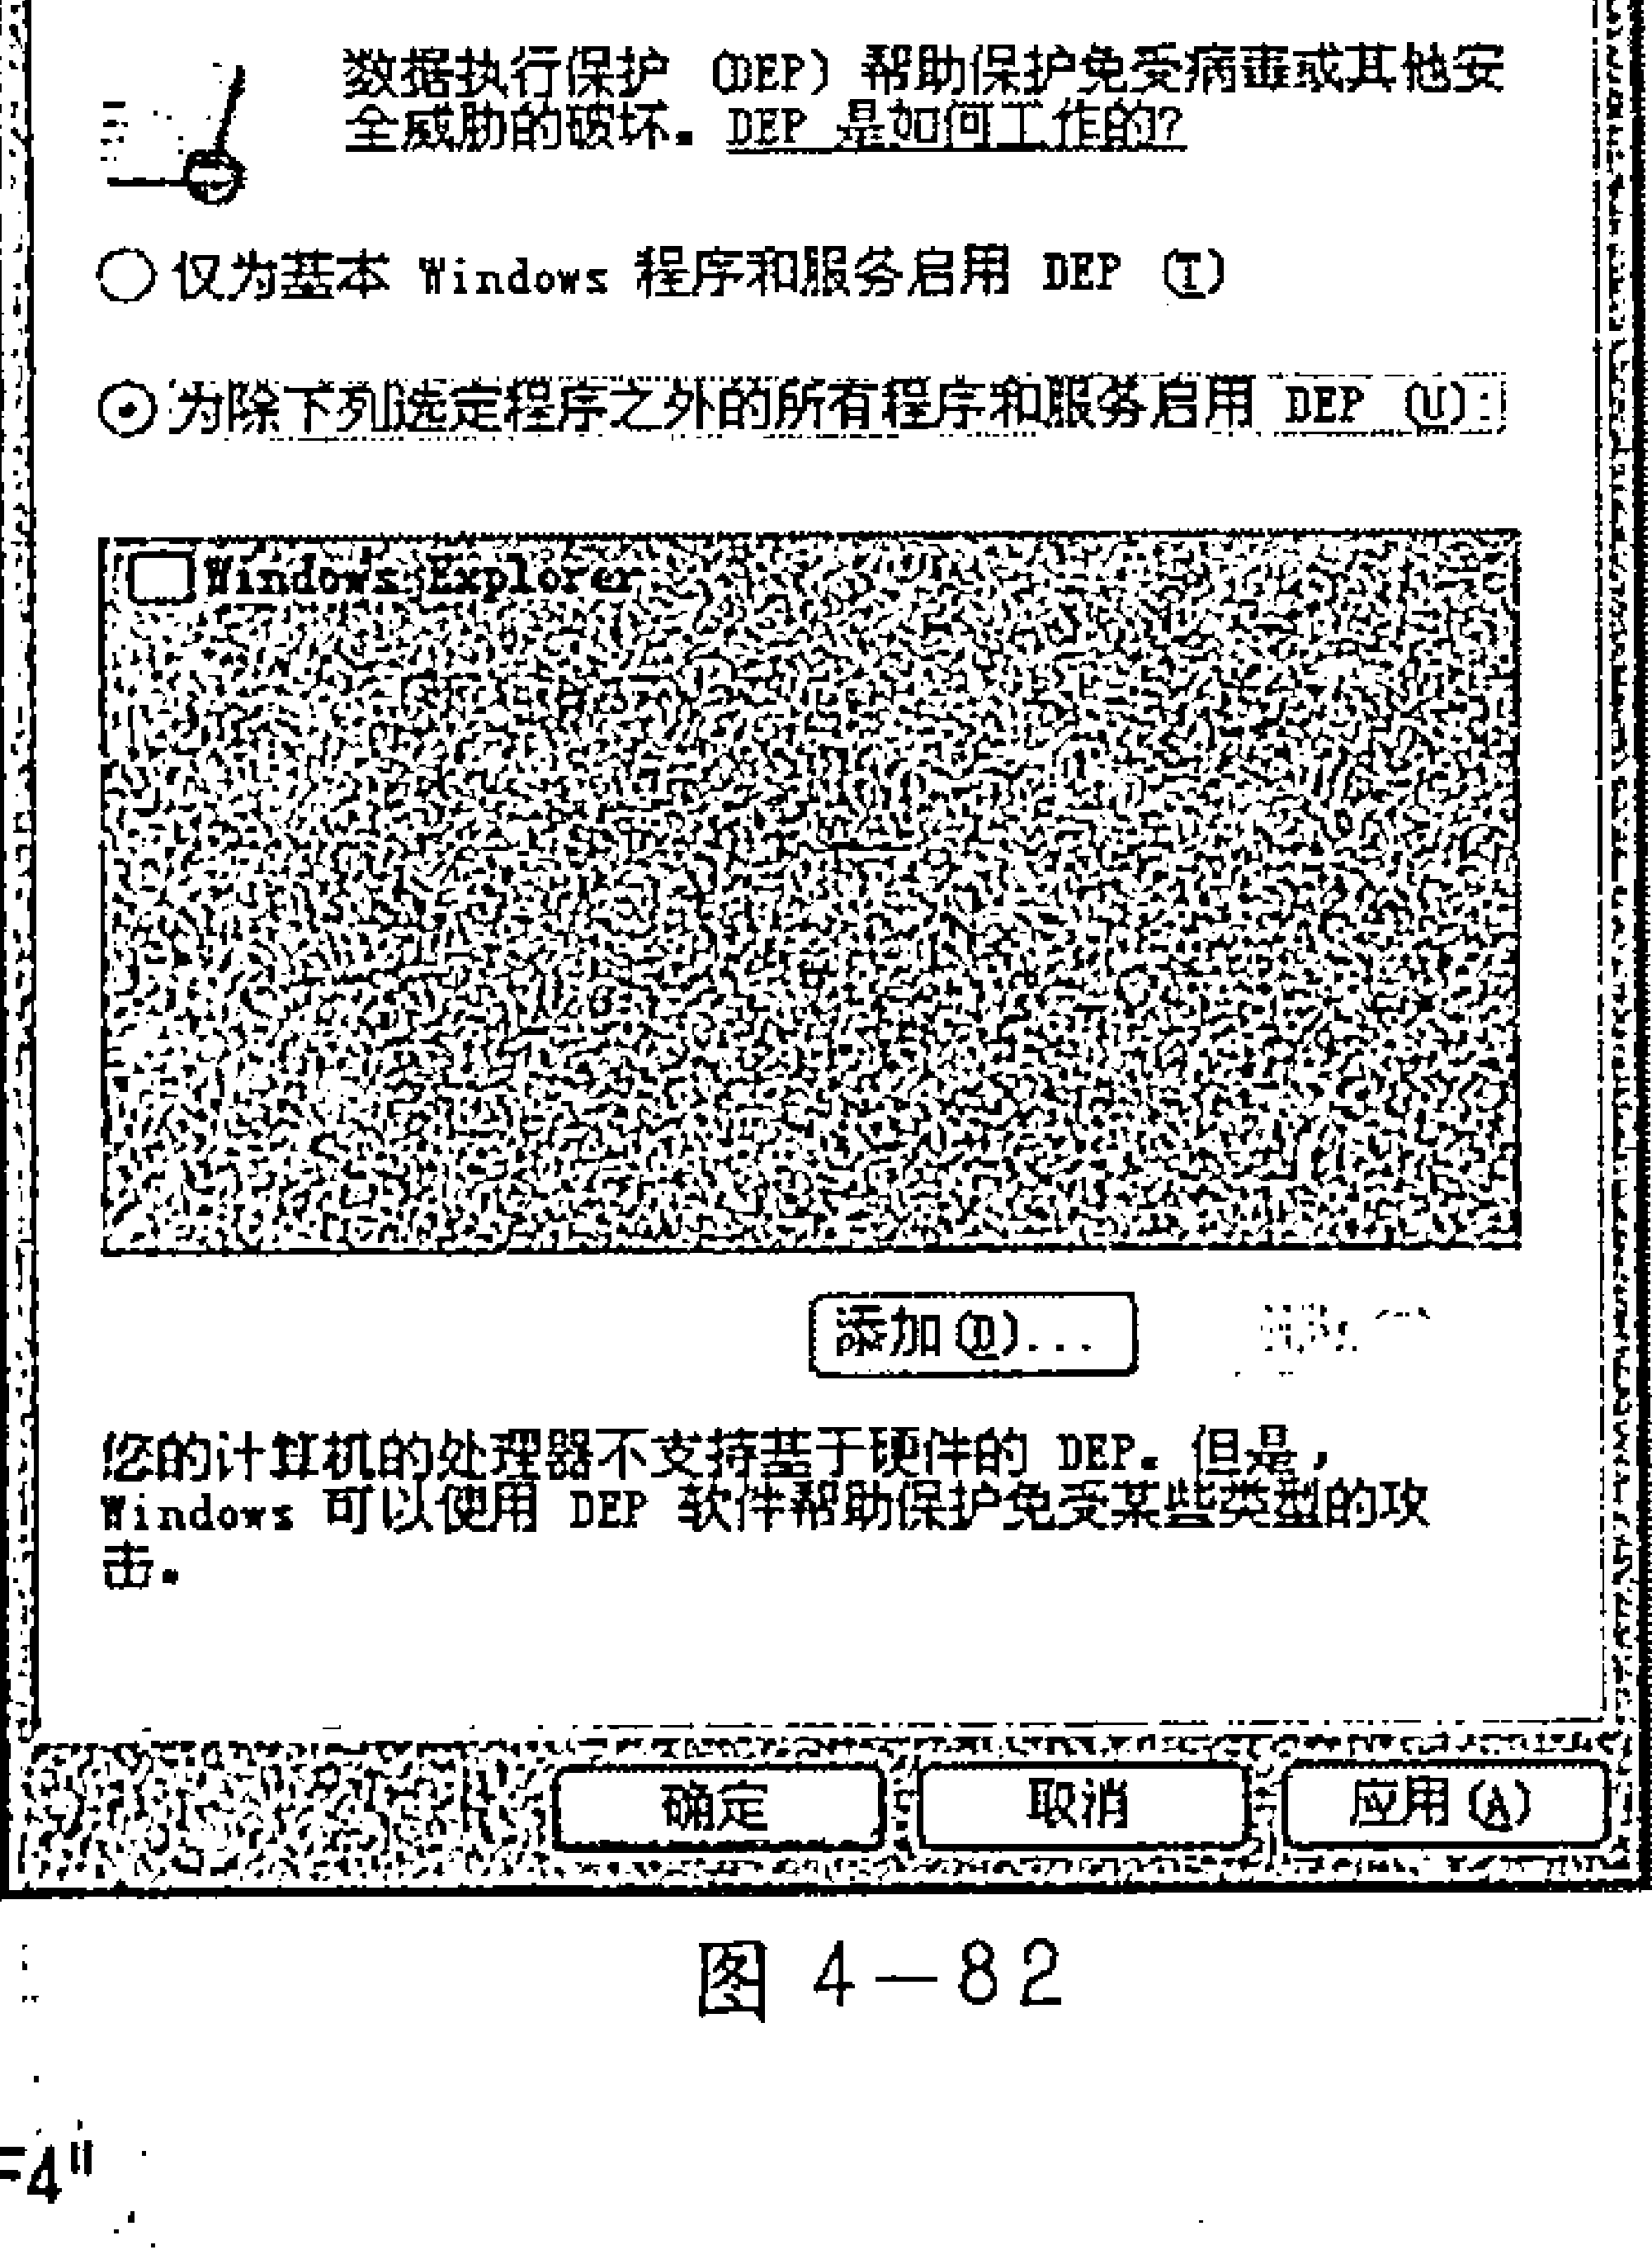 数据执行保护 (DEP) 帮助保护免受病毒或其他安
全威胁的破坏。DEP 是如何工作的?
仅为基本 Windows 程序和服务启用 DEP (T)
为除下列选定程序之外的所有程序和服务启用 DEP (U):
Windows Explorer
添加(D)...
您的计算机的处理器不支持基于硬件的 DEP。但是,
Windows 可以使用 DEP 软件帮助保护免受某些类型的攻
击。
确定 取消 应用(A)
图 4-82
=4"